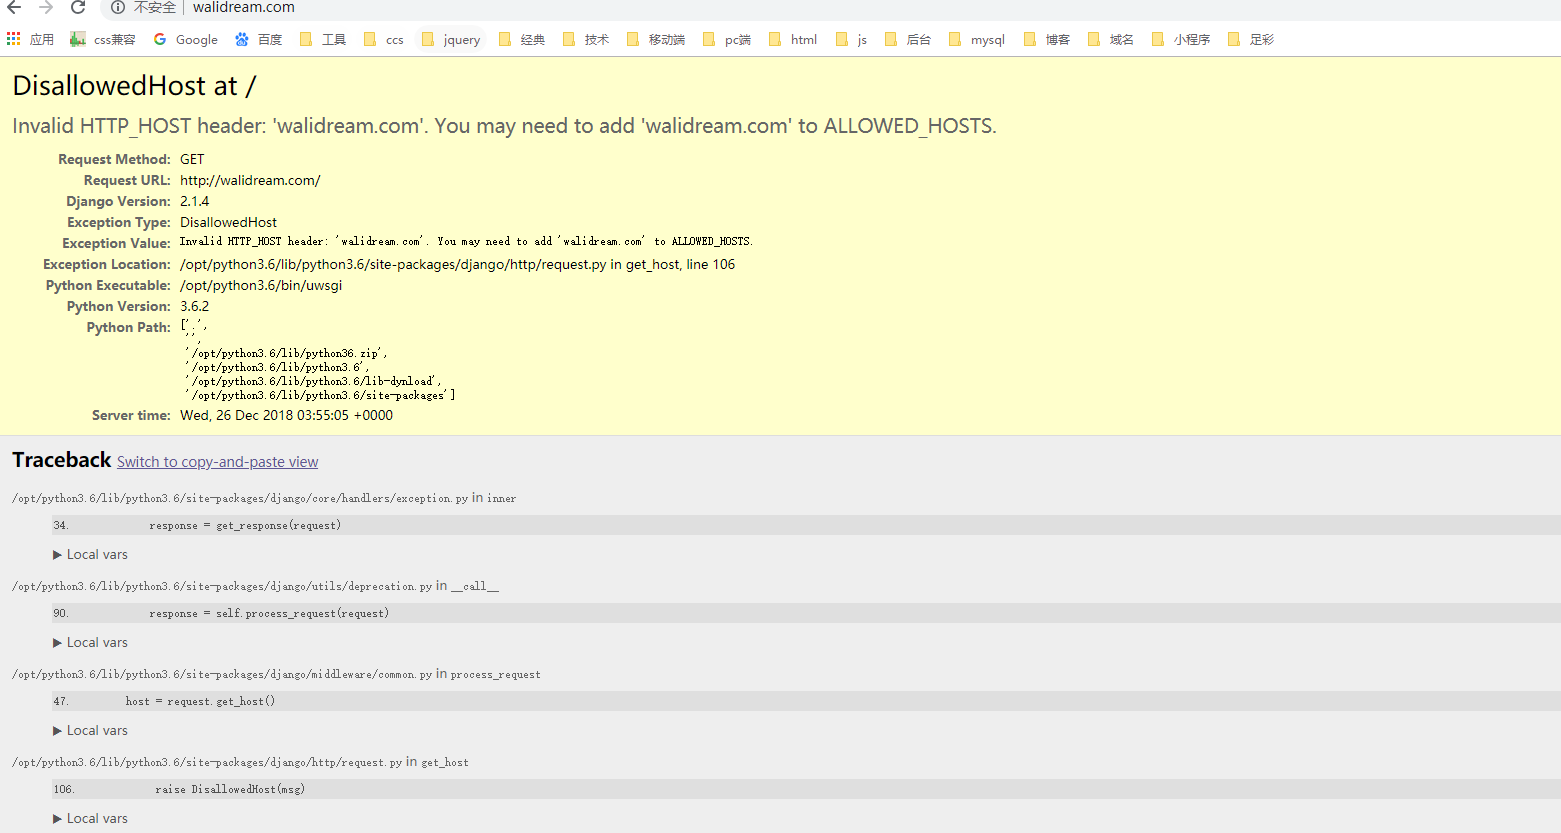 不安全 walidream.com
应用 css兼容 Google 百度 工具 ccs jquery 经典 技术 移动端 pc端 html js 后台 mysql 博客 域名 小程序 足彩
DisallowedHost at /
Invalid HTTP_HOST header: 'walidream.com'. You may need to add 'walidream.com' to ALLOWED_HOSTS.
Request Method: GET
Request URL: http://walidream.com/
Django Version: 2.1.4
Exception Type: DisallowedHost
Exception Value: Invalid HTTP_HOST header: 'walidream.com'. You may need to add 'walidream.com' to ALLOWED_HOSTS.
Exception Location: /opt/python3.6/lib/python3.6/site-packages/django/http/request.py in get_host, line 106
Python Executable: /opt/python3.6/bin/uwsgi
Python Version: 3.6.2
Python Path: ['.',
'',
'/opt/python3.6/lib/python36.zip',
'/opt/python3.6/lib/python3.6',
'/opt/python3.6/lib/python3.6/lib-dynload',
'/opt/python3.6/lib/python3.6/site-packages']
Server time: Wed, 26 Dec 2018 03:55:05 +0000
Traceback Switch to copy-and-paste view
/opt/python3.6/lib/python3.6/site-packages/django/core/handlers/exception.py in inner
34. response = get_response(request)
▶ Local vars
/opt/python3.6/lib/python3.6/site-packages/django/utils/deprecation.py in __call__
90. response = self.process_request(request)
▶ Local vars
/opt/python3.6/lib/python3.6/site-packages/django/middleware/common.py in process_request
47. host = request.get_host()
▶ Local vars
/opt/python3.6/lib/python3.6/site-packages/django/http/request.py in get_host
106. raise DisallowedHost(msg)
▶ Local vars